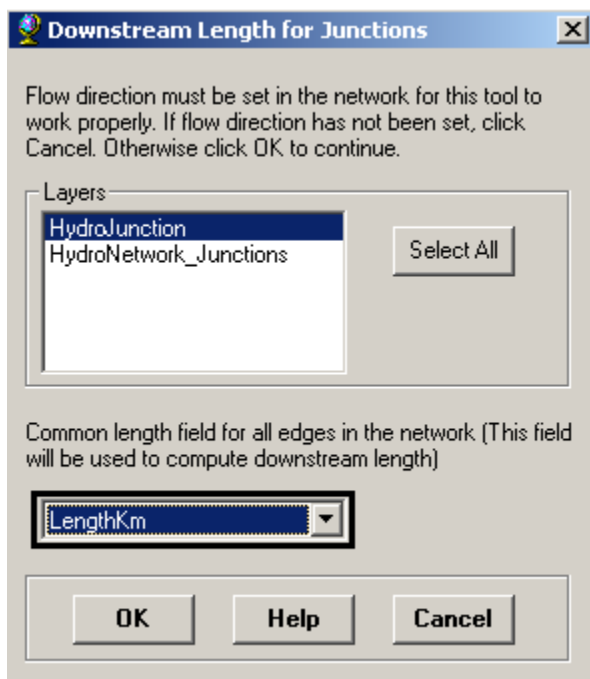 Downstream Length for Junctions
Flow direction must be set in the network for this tool to
work properly. If flow direction has not been set, click
Cancel. Otherwise click OK to continue.
Layers
HydroJunction
HydroNetwork_Junctions
Select All
Common length field for all edges in the network (This field
will be used to compute downstream length)
LengthKm
OK
Help
Cancel